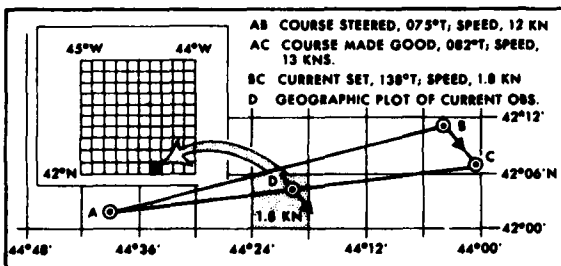 AB COURSE STEERED, 075°T; SPEED, 12 KN
AC COURSE MADE GOOD, 082°T; SPEED,
13 KNS.
BC CURRENT SET, 138°T; SPEED, 1.8 KN
D GEOGRAPHIC PLOT OF CURRENT OBS.
45°W 44°W
42°N
B
C
D
A
1.8 KN
42°12'
42°06'N
42°00'
44°48' 44°36' 44°24' 44°12' 44°00'